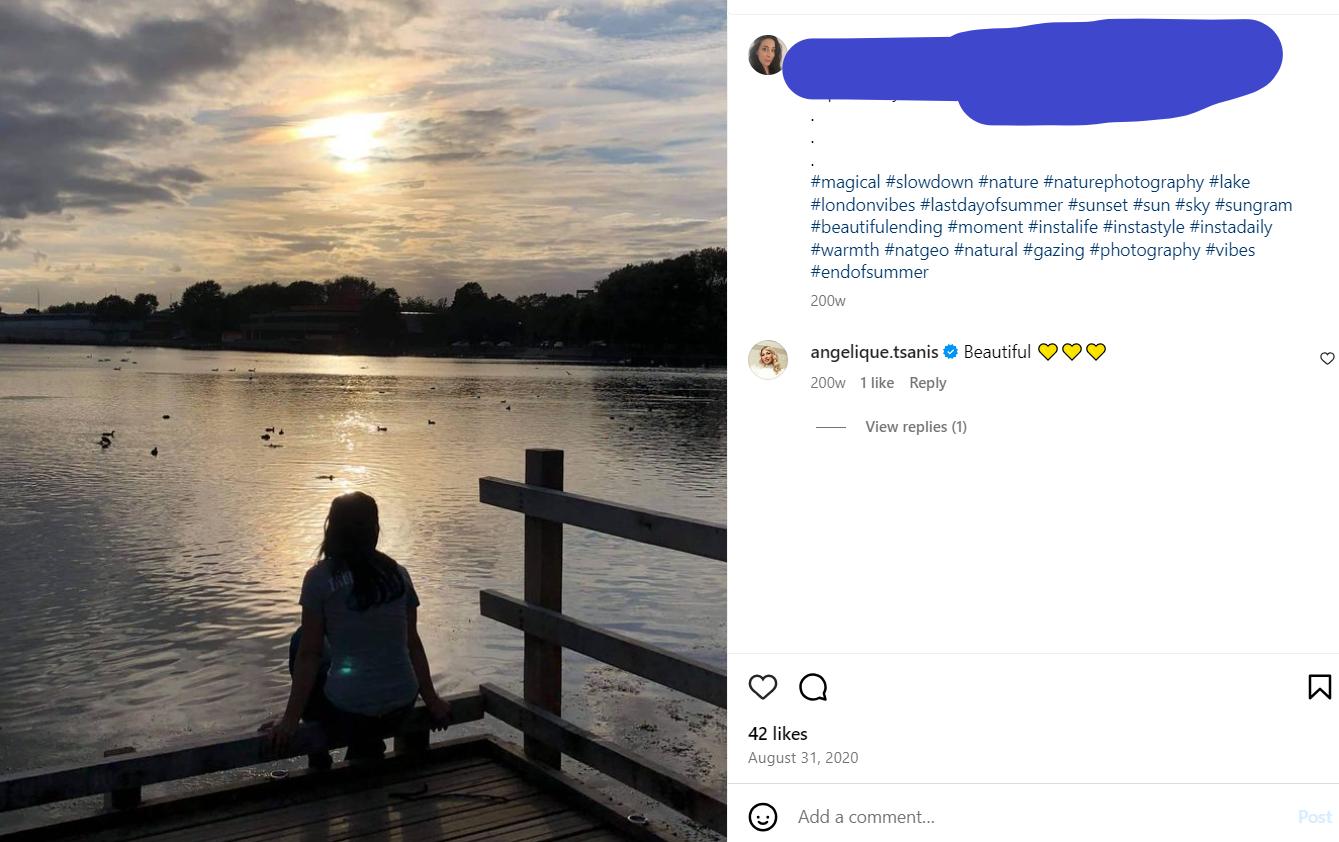 .
.
.
#magical #slowdown #nature #naturephotography #lake
#londonvibes #lastdayofsummer #sunset #sun #sky #sungram
#beautifulending #moment #instalife #instastyle #instadaily
#warmth #natgeo #natural #gazing #photography #vibes
#endofsummer
200w
angelique.tsanis Beautiful 💛💛💛
200w 1 like Reply
View replies (1)
42 likes
August 31, 2020
Add a comment... Post